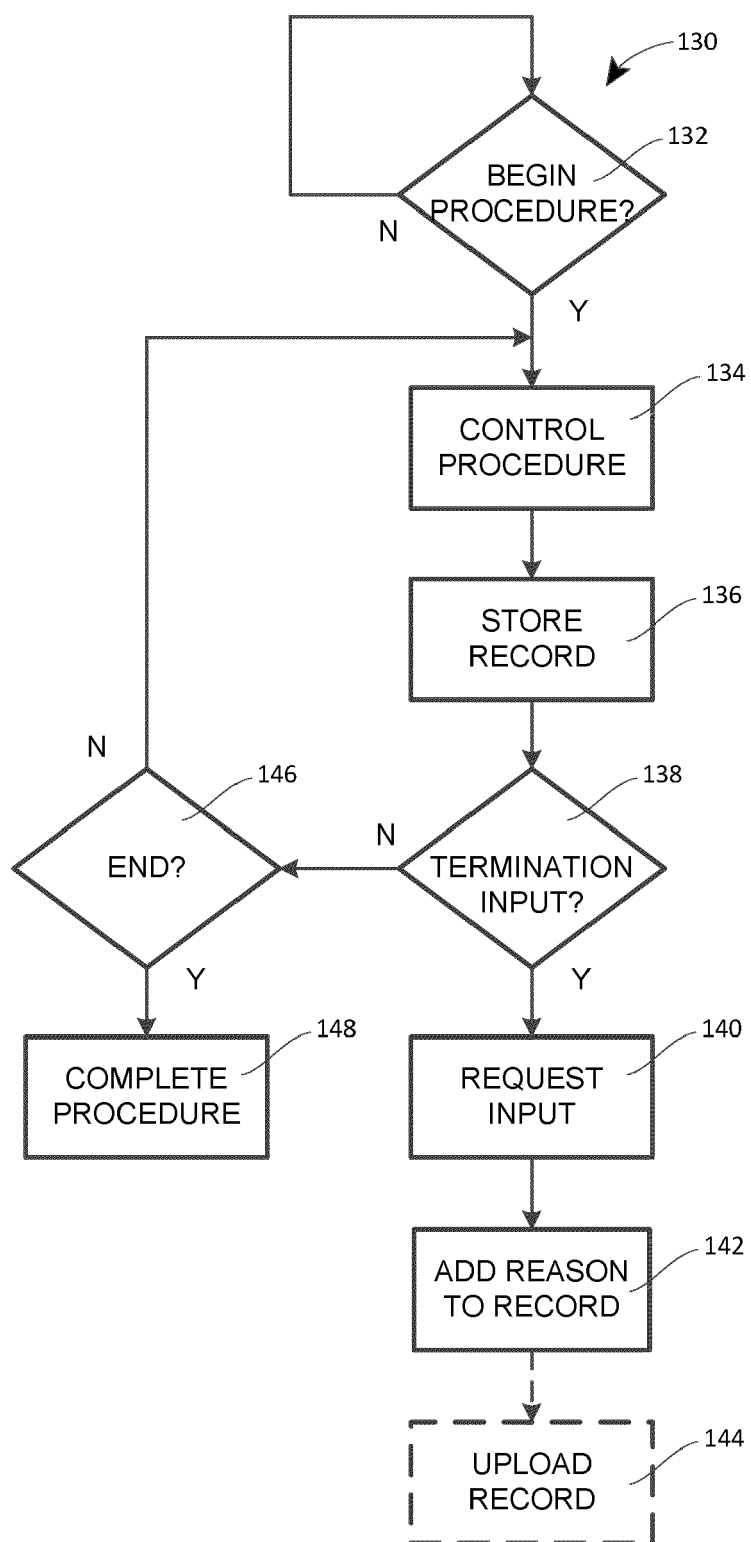 130
132
BEGIN
PROCEDURE?
N
Y
134
CONTROL
PROCEDURE
136
STORE
RECORD
N
146
138
END?
N
TERMINATION
INPUT?
Y
Y
148
140
COMPLETE
PROCEDURE
REQUEST
INPUT
142
ADD REASON
TO RECORD
144
UPLOAD
RECORD